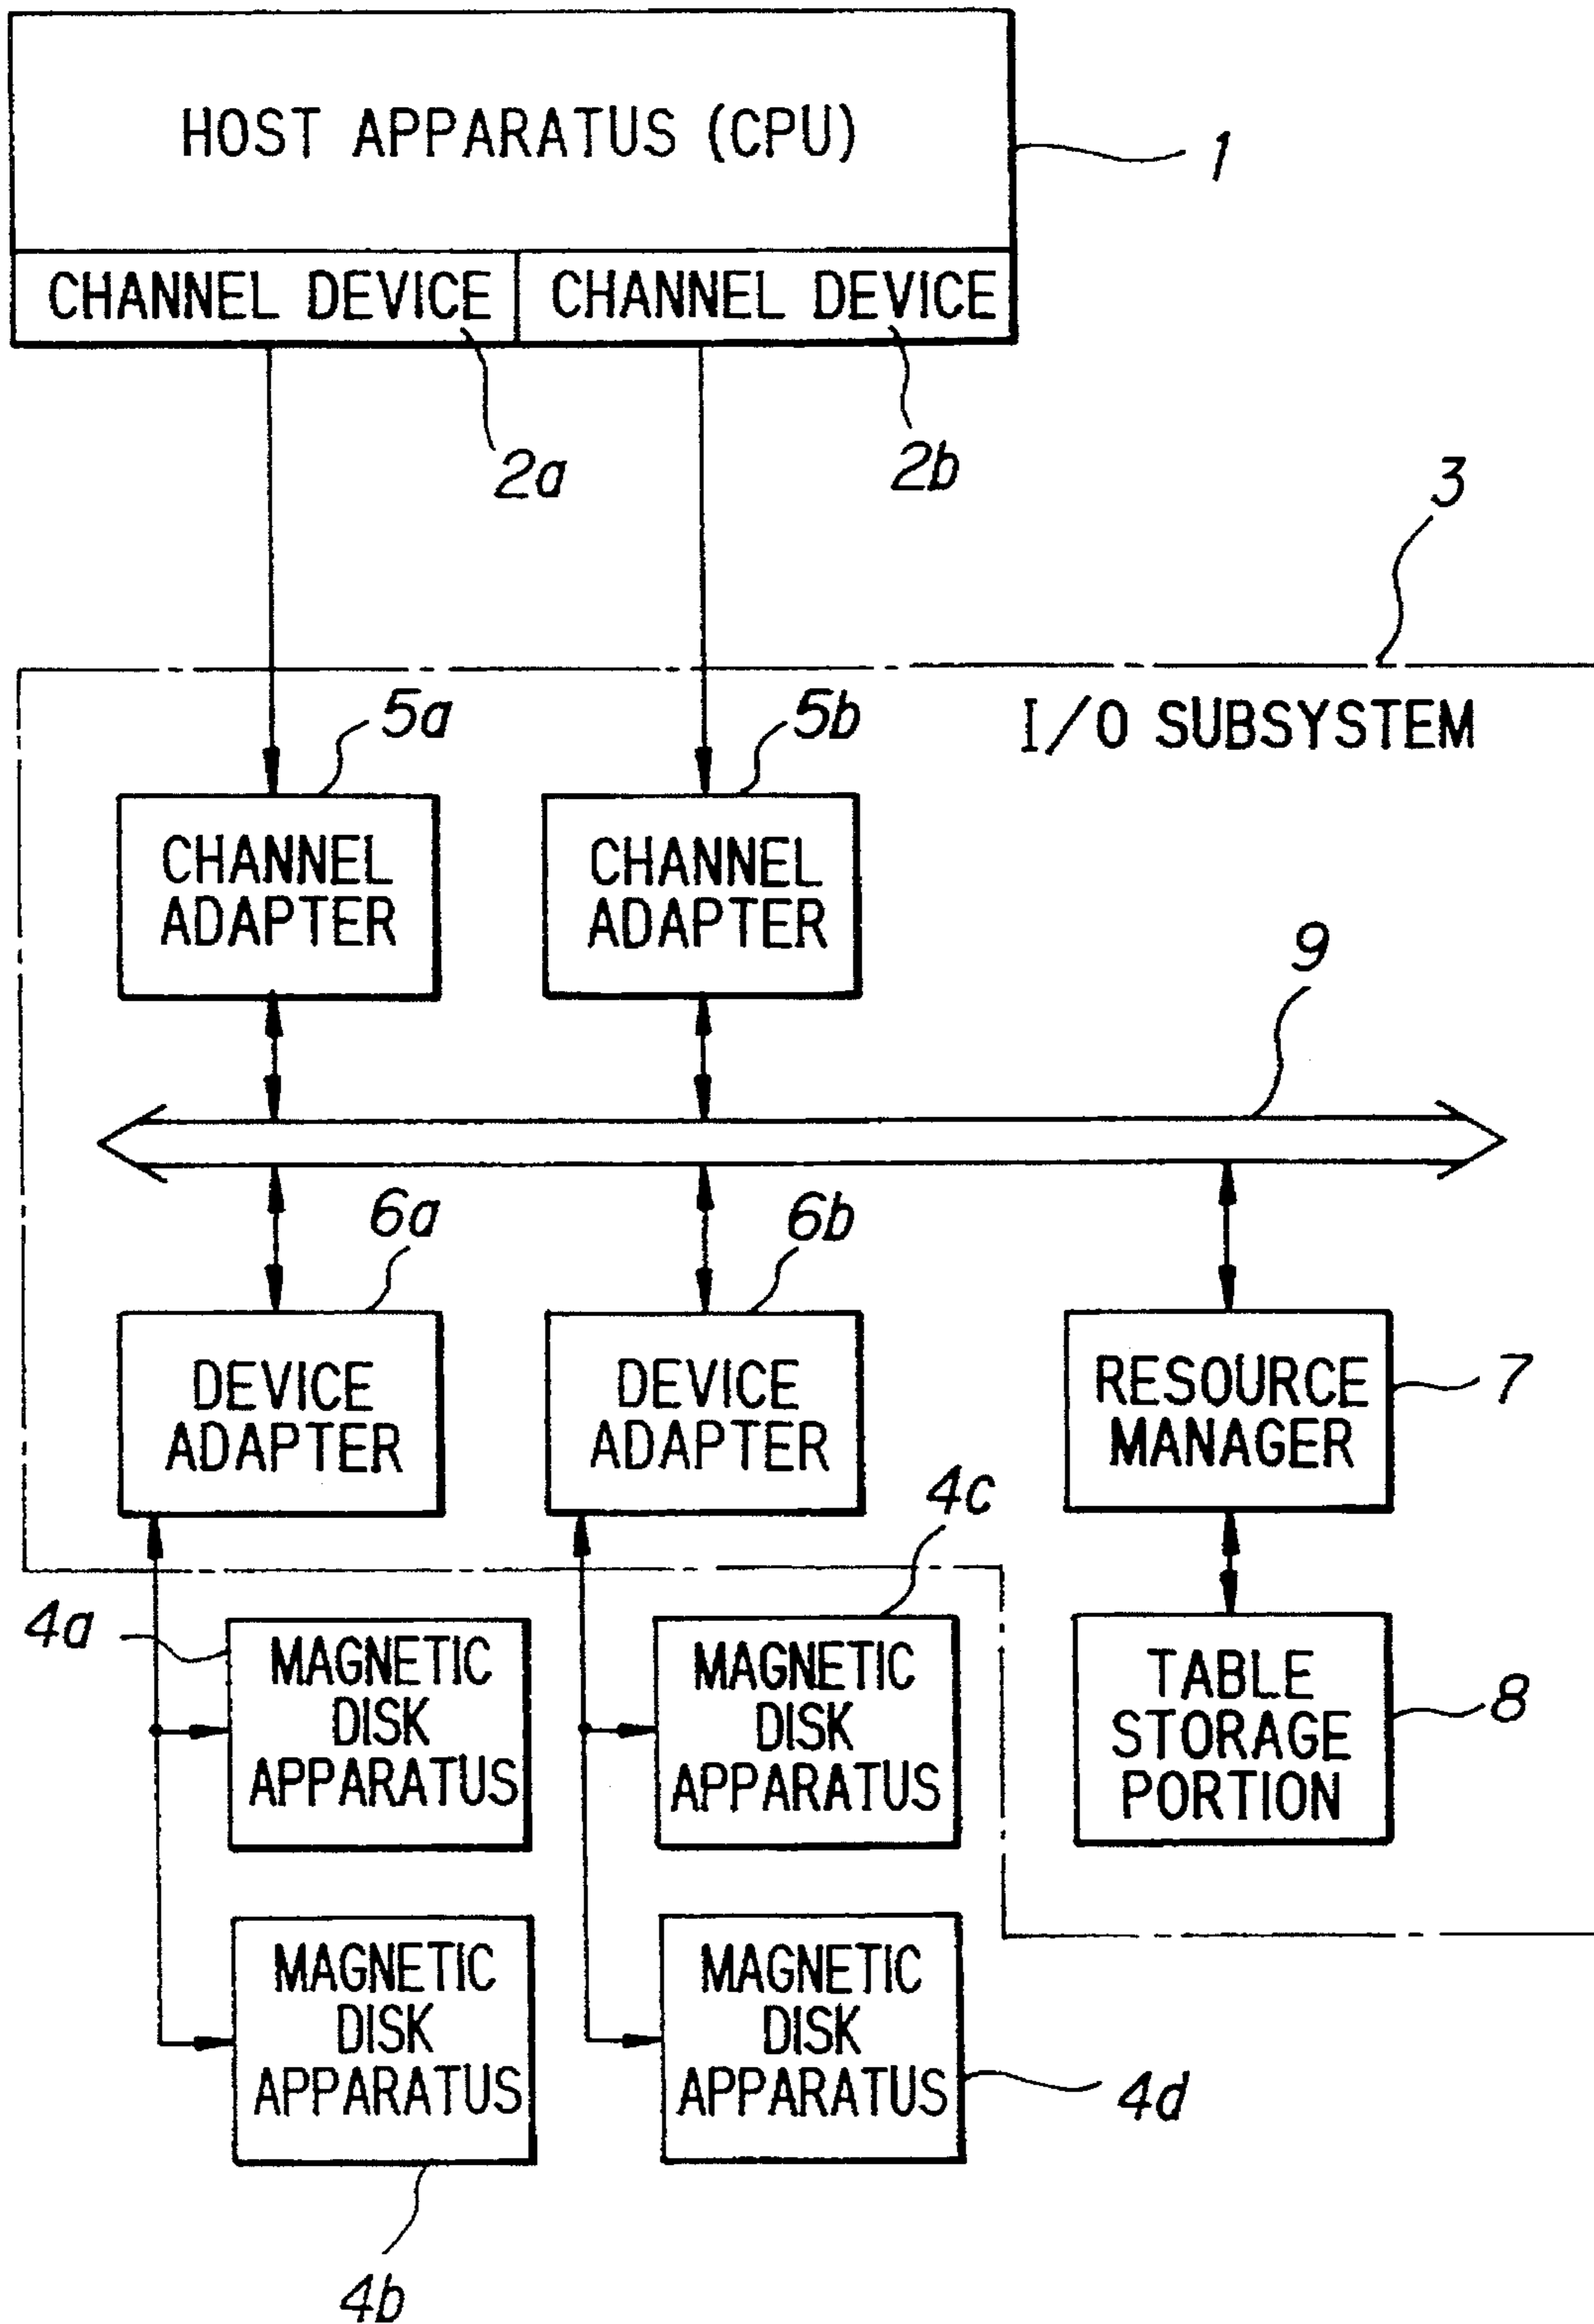 HOST APPARATUS (CPU)
1
CHANNEL DEVICE
CHANNEL DEVICE
2a
2b
3
I/O SUBSYSTEM
5a
5b
CHANNEL
ADAPTER
CHANNEL
ADAPTER
9
6a
6b
DEVICE
ADAPTER
DEVICE
ADAPTER
RESOURCE
MANAGER
7
4c
4a
MAGNETIC
DISK
APPARATUS
MAGNETIC
DISK
APPARATUS
TABLE
STORAGE
PORTION
8
MAGNETIC
DISK
APPARATUS
MAGNETIC
DISK
APPARATUS
4d
4b